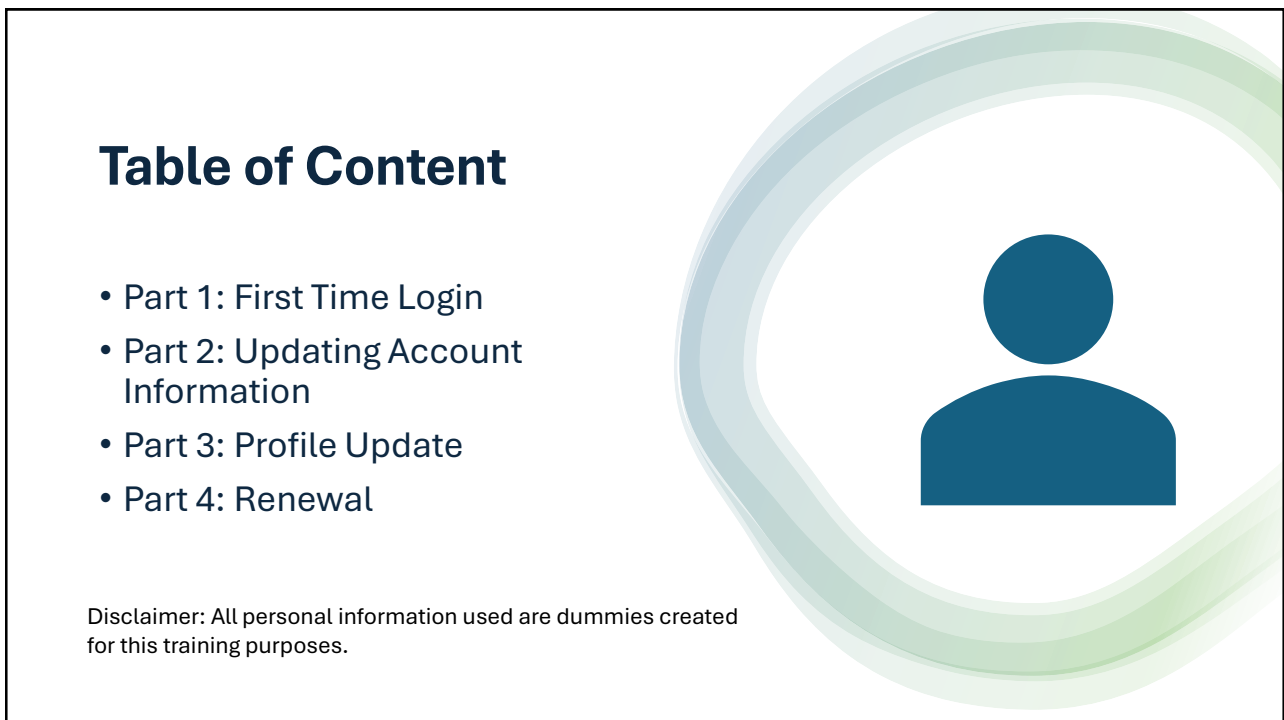 Table of Content
• Part 1: First Time Login
• Part 2: Updating Account
Information
• Part 3: Profile Update
• Part 4: Renewal
Disclaimer: All personal information used are dummies created
for this training purposes.